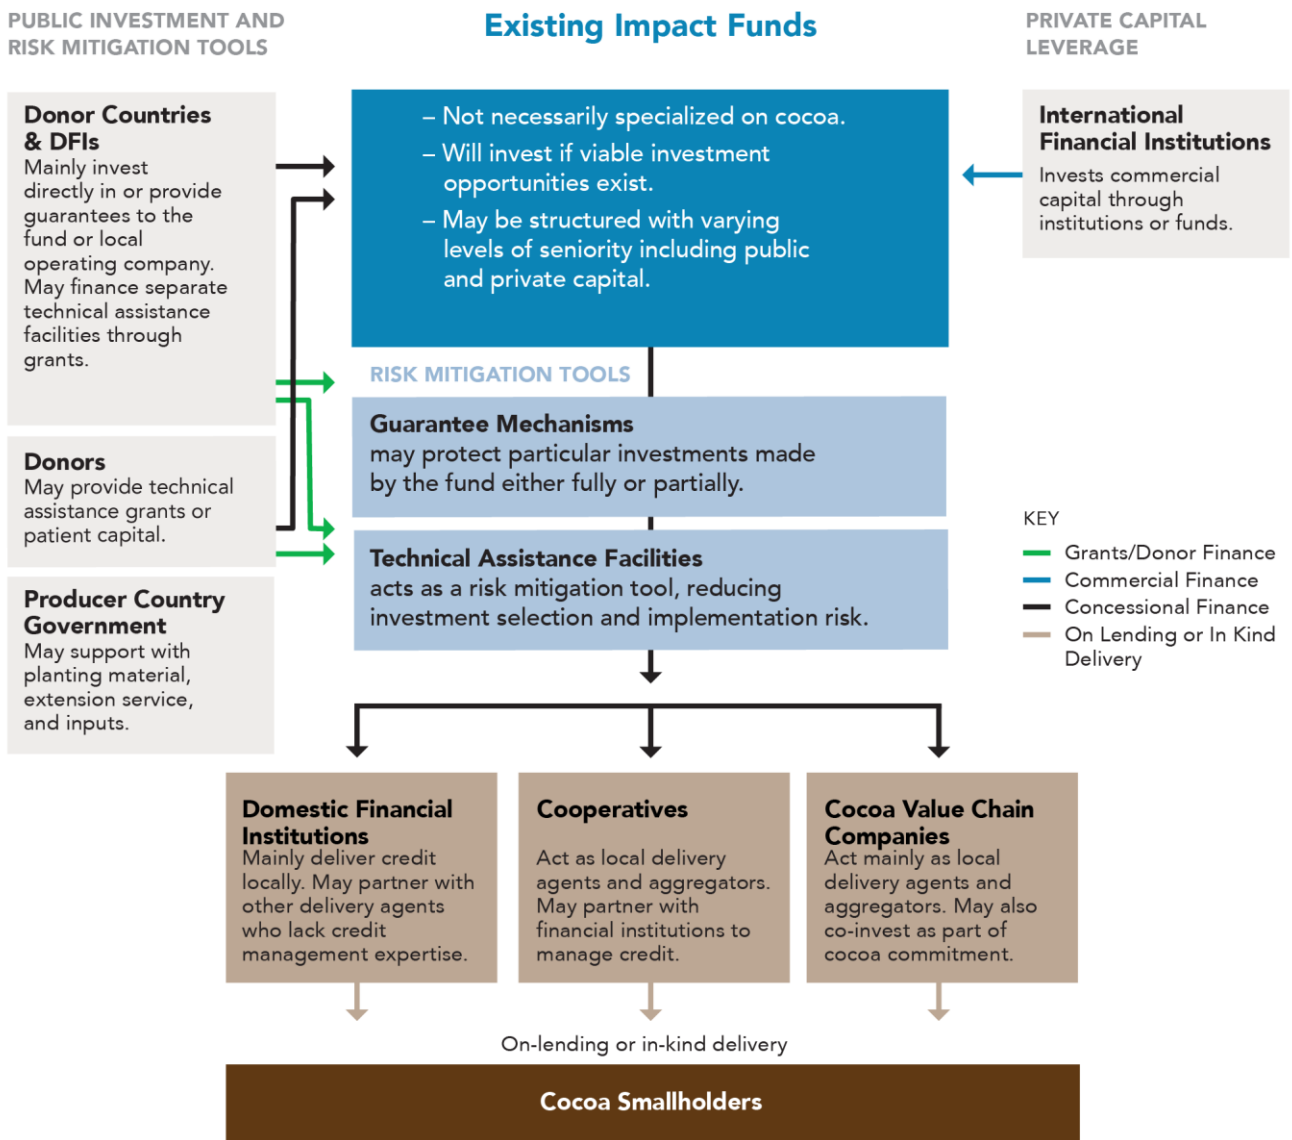 PUBLIC INVESTMENT AND
RISK MITIGATION TOOLS
Existing Impact Funds
PRIVATE CAPITAL
LEVERAGE
Donor Countries
& DFIs
Mainly invest
directly in or provide
guarantees to the
fund or local
operating company.
May finance separate
technical assistance
facilities through
grants.
– Not necessarily specialized on cocoa.
– Will invest if viable investment
opportunities exist.
– May be structured with varying
levels of seniority including public
and private capital.
International
Financial Institutions
Invests commercial
capital through
institutions or funds.
RISK MITIGATION TOOLS
Guarantee Mechanisms
may protect particular investments made
by the fund either fully or partially.
Donors
May provide technical
assistance grants or
patient capital.
Technical Assistance Facilities
acts as a risk mitigation tool, reducing
investment selection and implementation risk.
KEY
Grants/Donor Finance
Commercial Finance
Concessional Finance
On Lending or In Kind
Delivery
Producer Country
Government
May support with
planting material,
extension service,
and inputs.
Domestic Financial
Institutions
Mainly deliver credit
locally. May partner with
other delivery agents
who lack credit
management expertise.
Cooperatives
Act as local delivery
agents and aggregators.
May partner with
financial institutions to
manage credit.
Cocoa Value Chain
Companies
Act mainly as local
delivery agents and
aggregators. May also
co-invest as part of
cocoa commitment.
On-lending or in-kind delivery
Cocoa Smallholders